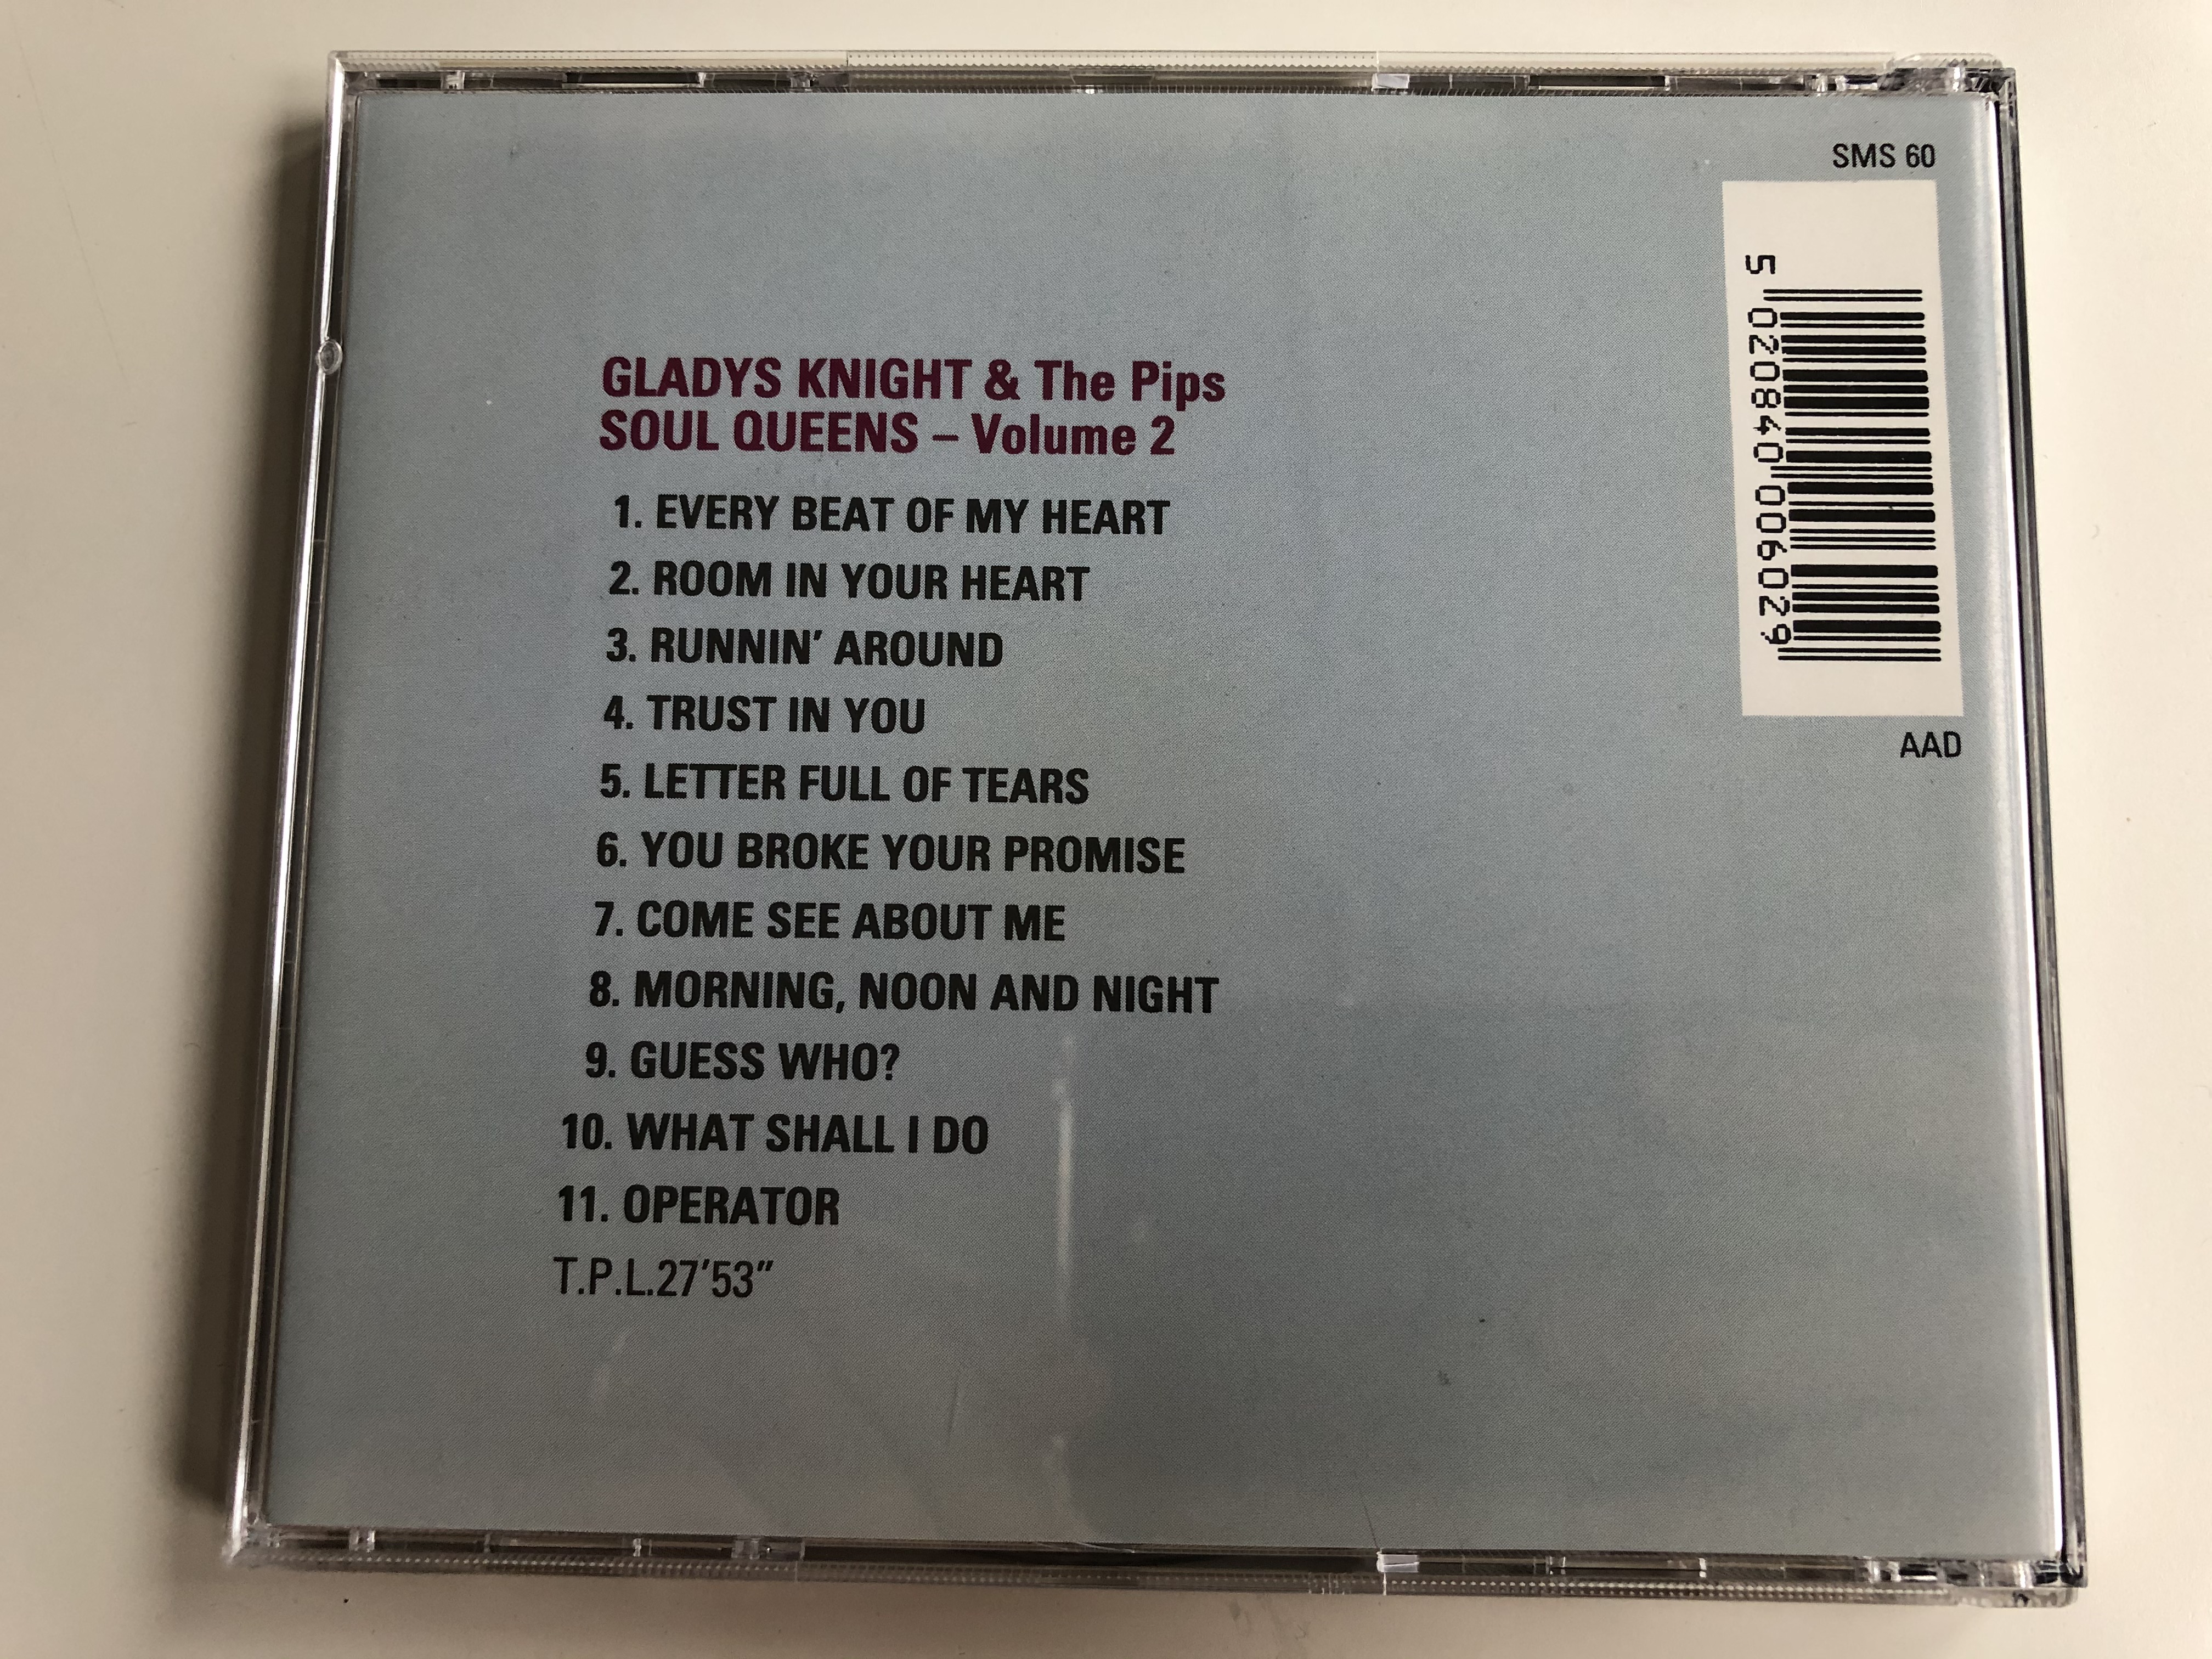 SMS 60
5 020840 006029
AAD
GLADYS KNIGHT & The Pips
SOUL QUEENS – Volume 2
1. EVERY BEAT OF MY HEART
2. ROOM IN YOUR HEART
3. RUNNIN’ AROUND
4. TRUST IN YOU
5. LETTER FULL OF TEARS
6. YOU BROKE YOUR PROMISE
7. COME SEE ABOUT ME
8. MORNING, NOON AND NIGHT
9. GUESS WHO?
10. WHAT SHALL I DO
11. OPERATOR
T.P.L.27’53”